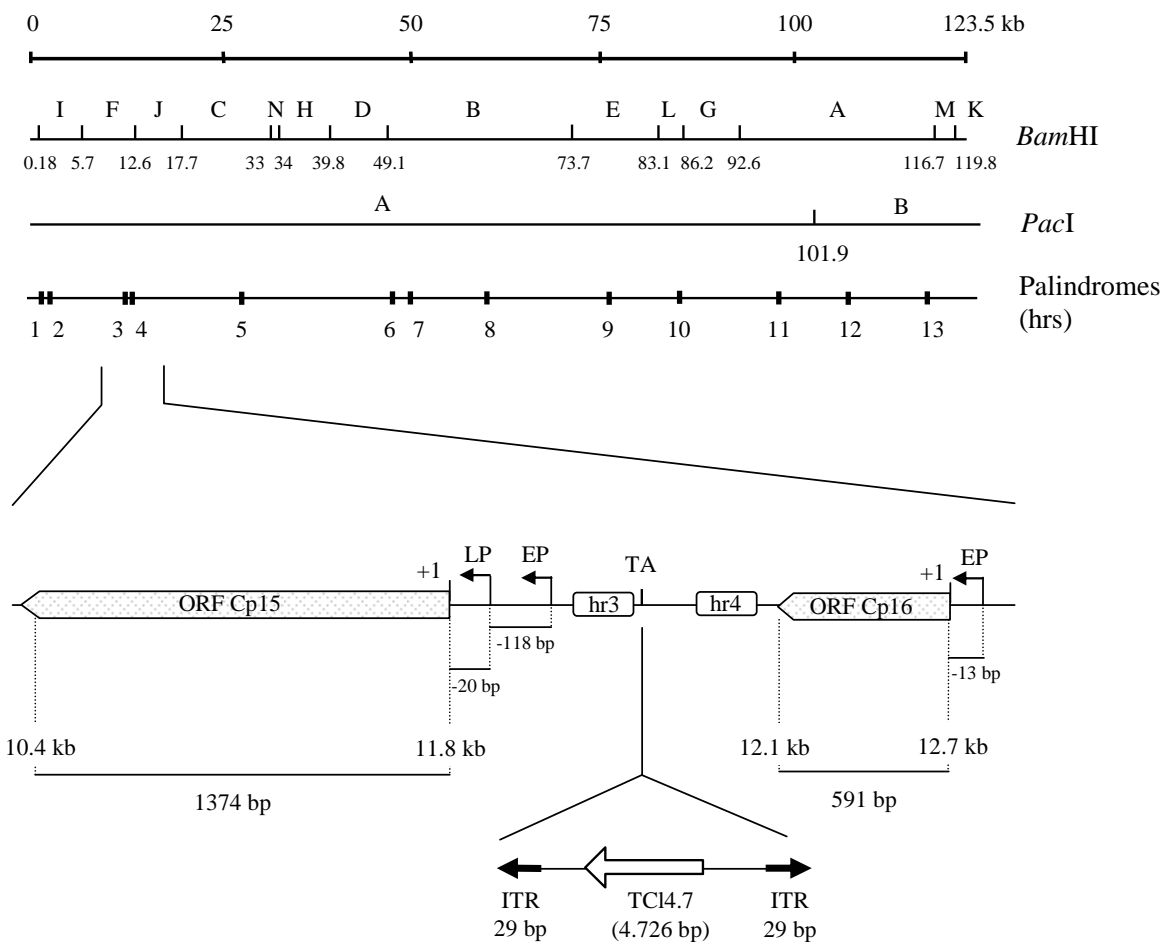 0 25 50 75 100 123.5 kb
I F J C N H D B E L G A M K
BamHI
0.18 5.7 12.6 17.7 33 34 39.8 49.1 73.7 83.1 86.2 92.6 116.7 119.8
A B
PacI
101.9
Palindromes
(hrs)
1 2 3 4 5 6 7 8 9 10 11 12 13
+1 LP EP TA +1 EP
ORF Cp15 hr3 hr4 ORF Cp16
-118 bp
-20 bp -13 bp
10.4 kb 11.8 kb 12.1 kb 12.7 kb
1374 bp 591 bp
ITR TCl4.7 ITR
29 bp (4.726 bp) 29 bp